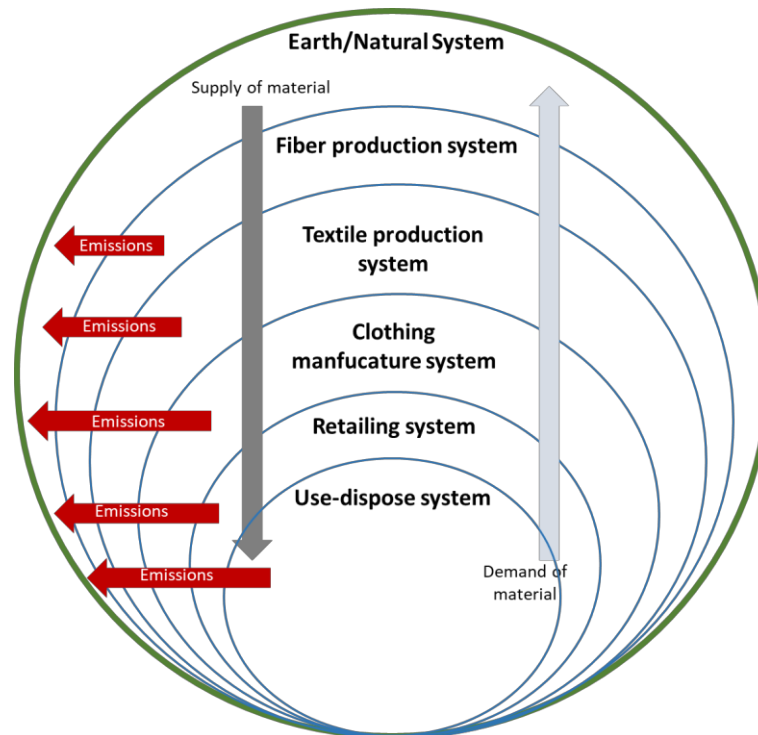 Earth/Natural System
Supply of material
Fiber production system
Textile production
system
Emissions
Emissions
Clothing
manfucature system
Emissions
Retailing system
Use-dispose system
Emissions
Emissions
Demand of
material